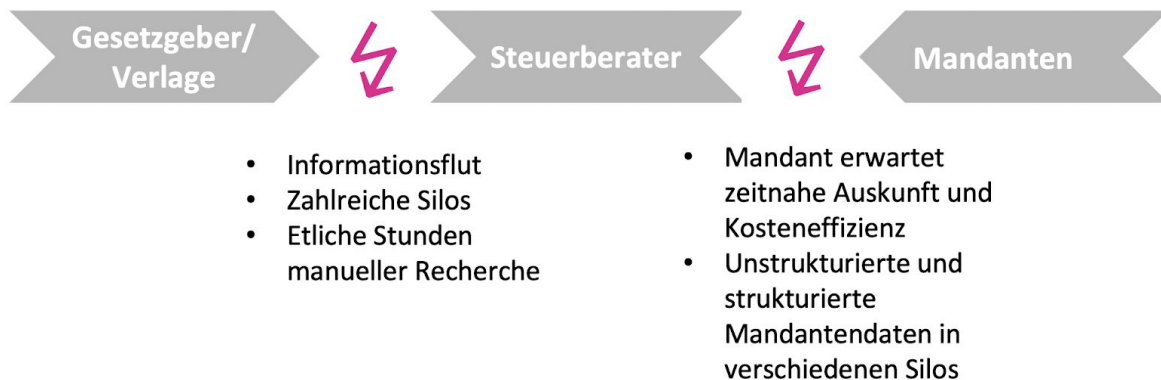 Gesetzgeber/
Verlage
Steuerberater
Mandanten
• Informationsflut
• Zahlreiche Silos
• Etliche Stunden
manueller Recherche
• Mandant erwartet
zeitnahe Auskunft und
Kosteneffizienz
• Unstrukturierte und
strukturierte
Mandantendaten in
verschiedenen Silos